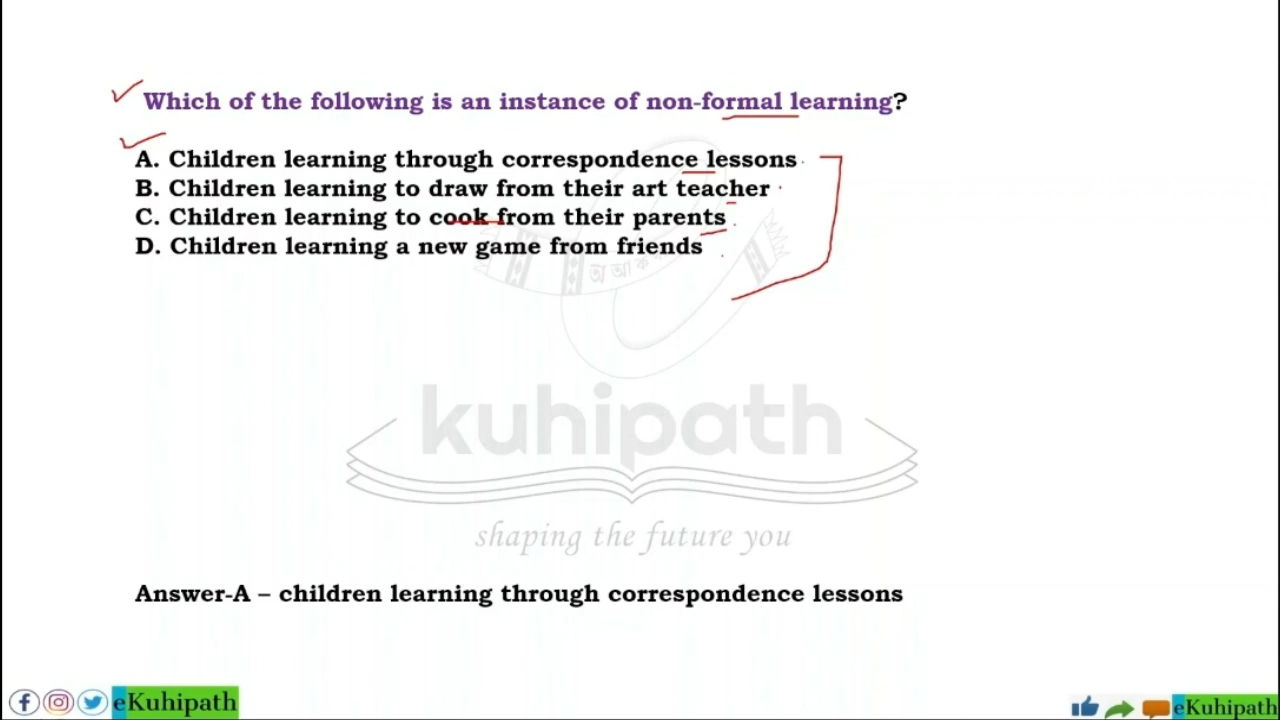 Which of the following is an instance of non-formal learning?
A. Children learning through correspondence lessons
B. Children learning to draw from their art teacher
C. Children learning to cook from their parents
D. Children learning a new game from friends
অ আ ক
kuhipath
shaping the future you
Answer-A – children learning through correspondence lessons
eKuhipath
eKuhipath